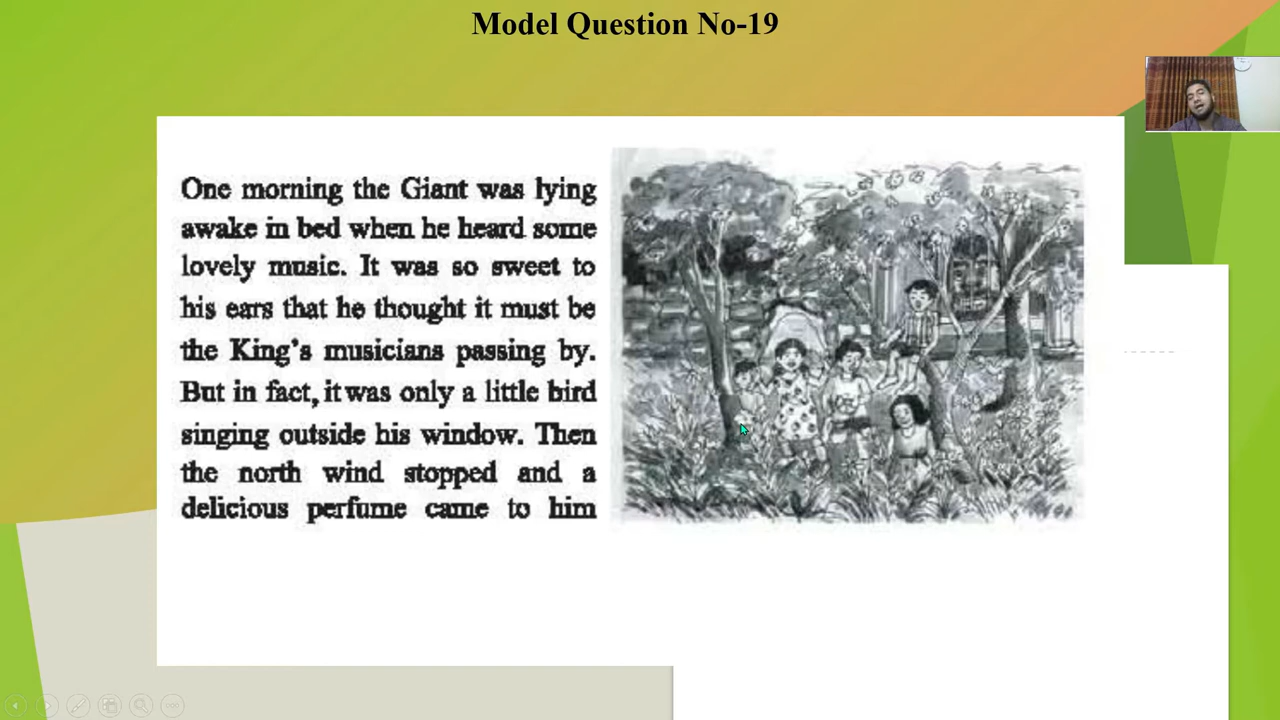 Model Question No-19
One morning the Giant was lying
awake in bed when he heard some
lovely music. It was so sweet to
his ears that he thought it must be
the King's musicians passing by.
But in fact, it was only a little bird
singing outside his window. Then
the north wind stopped and a
delicious perfume came to him